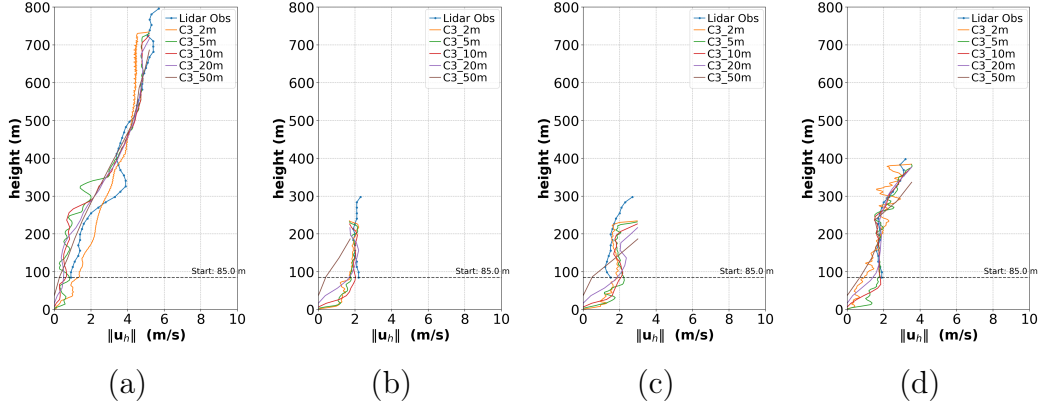 800
700
600
500
400
300
200
100
0
height (m)
0 2 4 6 8 10
‖u_h‖ (m/s)
Lidar Obs
C3_2m
C3_5m
C3_10m
C3_20m
C3_50m
Start: 85.0 m
(a)
800
700
600
500
400
300
200
100
0
height (m)
0 2 4 6 8 10
‖u_h‖ (m/s)
Lidar Obs
C3_2m
C3_5m
C3_10m
C3_20m
C3_50m
Start: 85.0 m
(b)
800
700
600
500
400
300
200
100
0
height (m)
0 2 4 6 8 10
‖u_h‖ (m/s)
Lidar Obs
C3_2m
C3_5m
C3_10m
C3_20m
C3_50m
Start: 85.0 m
(c)
800
700
600
500
400
300
200
100
0
height (m)
0 2 4 6 8 10
‖u_h‖ (m/s)
Lidar Obs
C3_2m
C3_5m
C3_10m
C3_20m
C3_50m
Start: 85.0 m
(d)